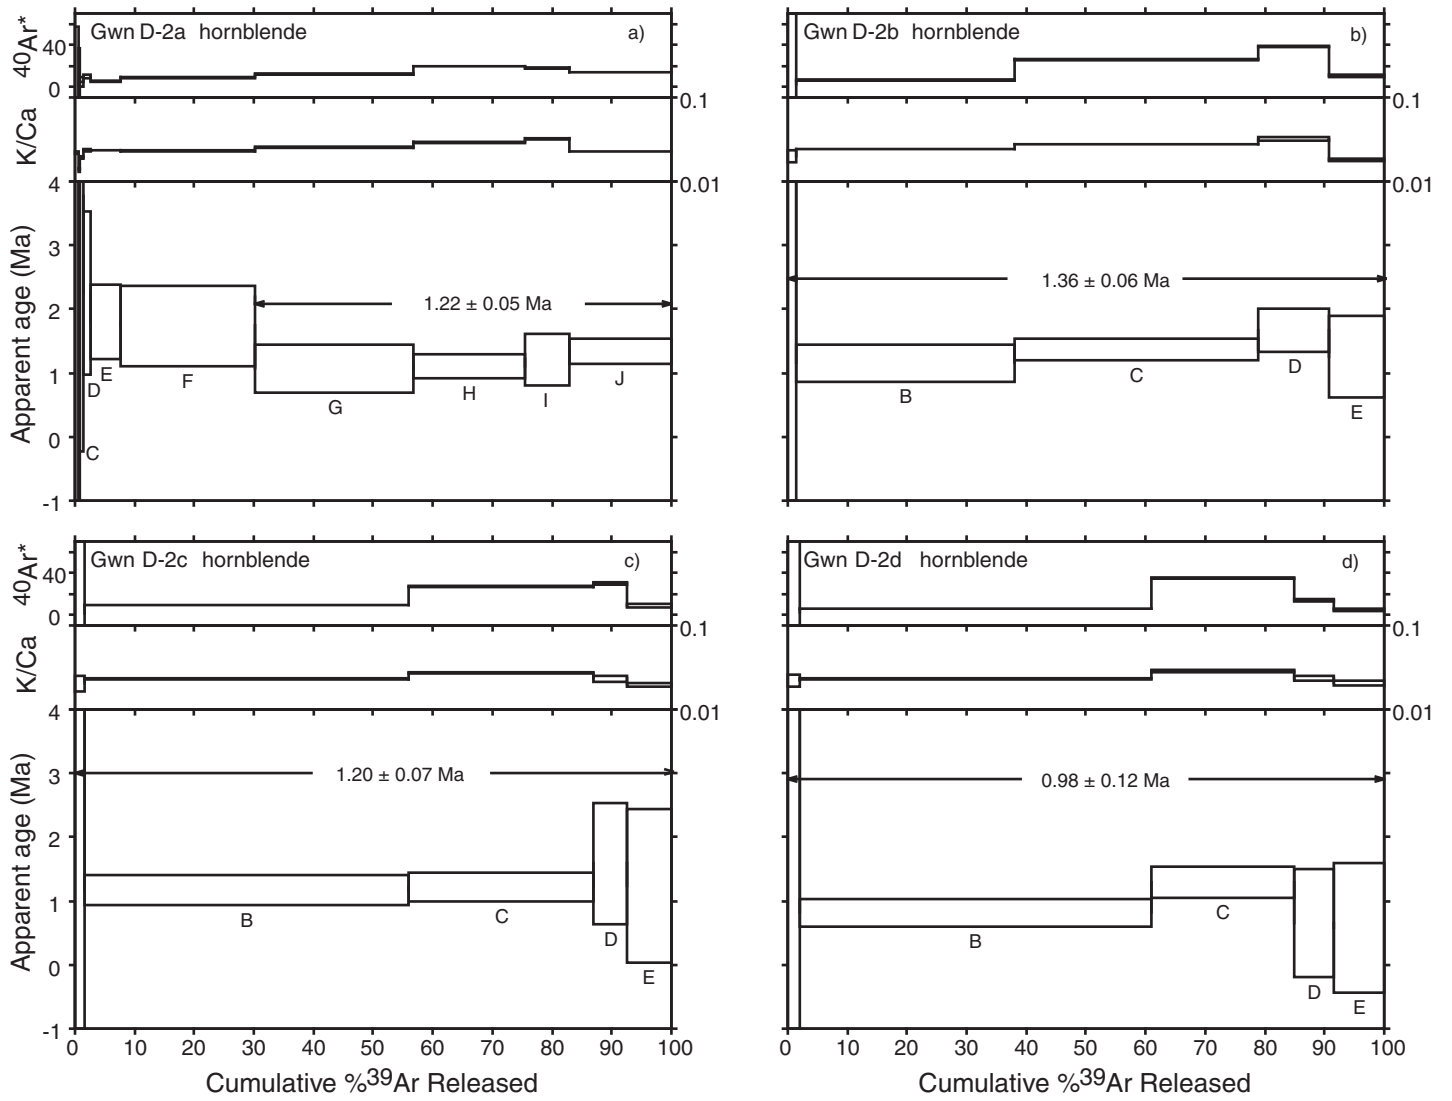 Gwn D-2a hornblende a)
40Ar*
40
0
K/Ca
0.1
0.01
Apparent age (Ma)
4
3
2
1
0
-1
1.22 ± 0.05 Ma
C
D
E
F
G
H
I
J
Gwn D-2b hornblende b)
0.1
0.01
1.36 ± 0.06 Ma
B
C
D
E
Gwn D-2c hornblende c)
40Ar*
40
0
K/Ca
0.1
0.01
Apparent age (Ma)
4
3
2
1
0
-1
1.20 ± 0.07 Ma
B
C
D
E
0 10 20 30 40 50 60 70 80 90 100
Cumulative %39Ar Released
Gwn D-2d hornblende d)
0.1
0.01
0.98 ± 0.12 Ma
B
C
D
E
0 10 20 30 40 50 60 70 80 90 100
Cumulative %39Ar Released